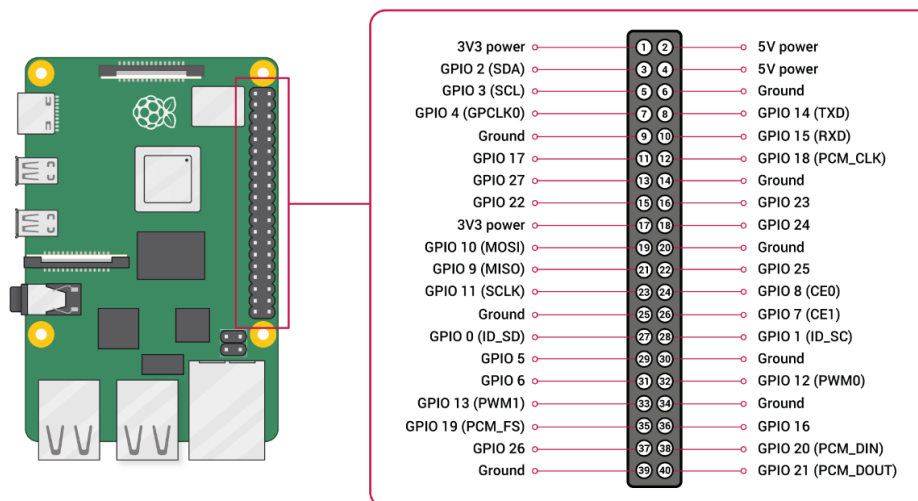 3V3 power 1 2 5V power
GPIO 2 (SDA) 3 4 5V power
GPIO 3 (SCL) 5 6 Ground
GPIO 4 (GPCLK0) 7 8 GPIO 14 (TXD)
Ground 9 10 GPIO 15 (RXD)
GPIO 17 11 12 GPIO 18 (PCM_CLK)
GPIO 27 13 14 Ground
GPIO 22 15 16 GPIO 23
3V3 power 17 18 GPIO 24
GPIO 10 (MOSI) 19 20 Ground
GPIO 9 (MISO) 21 22 GPIO 25
GPIO 11 (SCLK) 23 24 GPIO 8 (CE0)
Ground 25 26 GPIO 7 (CE1)
GPIO 0 (ID_SD) 27 28 GPIO 1 (ID_SC)
GPIO 5 29 30 Ground
GPIO 6 31 32 GPIO 12 (PWM0)
GPIO 13 (PWM1) 33 34 Ground
GPIO 19 (PCM_FS) 35 36 GPIO 16
GPIO 26 37 38 GPIO 20 (PCM_DIN)
Ground 39 40 GPIO 21 (PCM_DOUT)